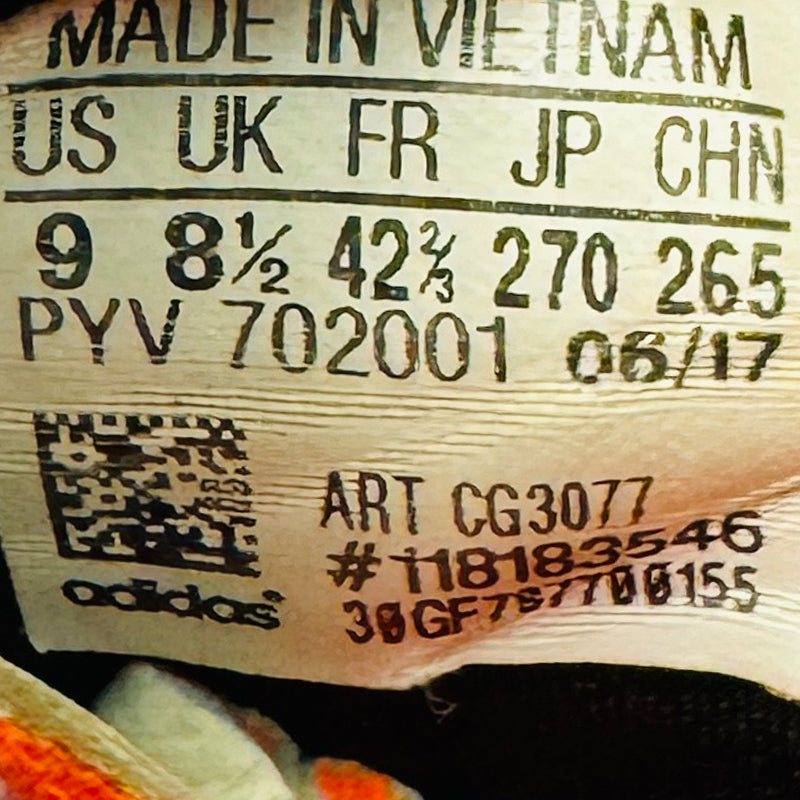 MADE IN VIETNAM
US UK FR JP CHN
9 8½ 42⅔ 270 265
PYV 702001 06/17
ART CG3077
#118183546
adidas